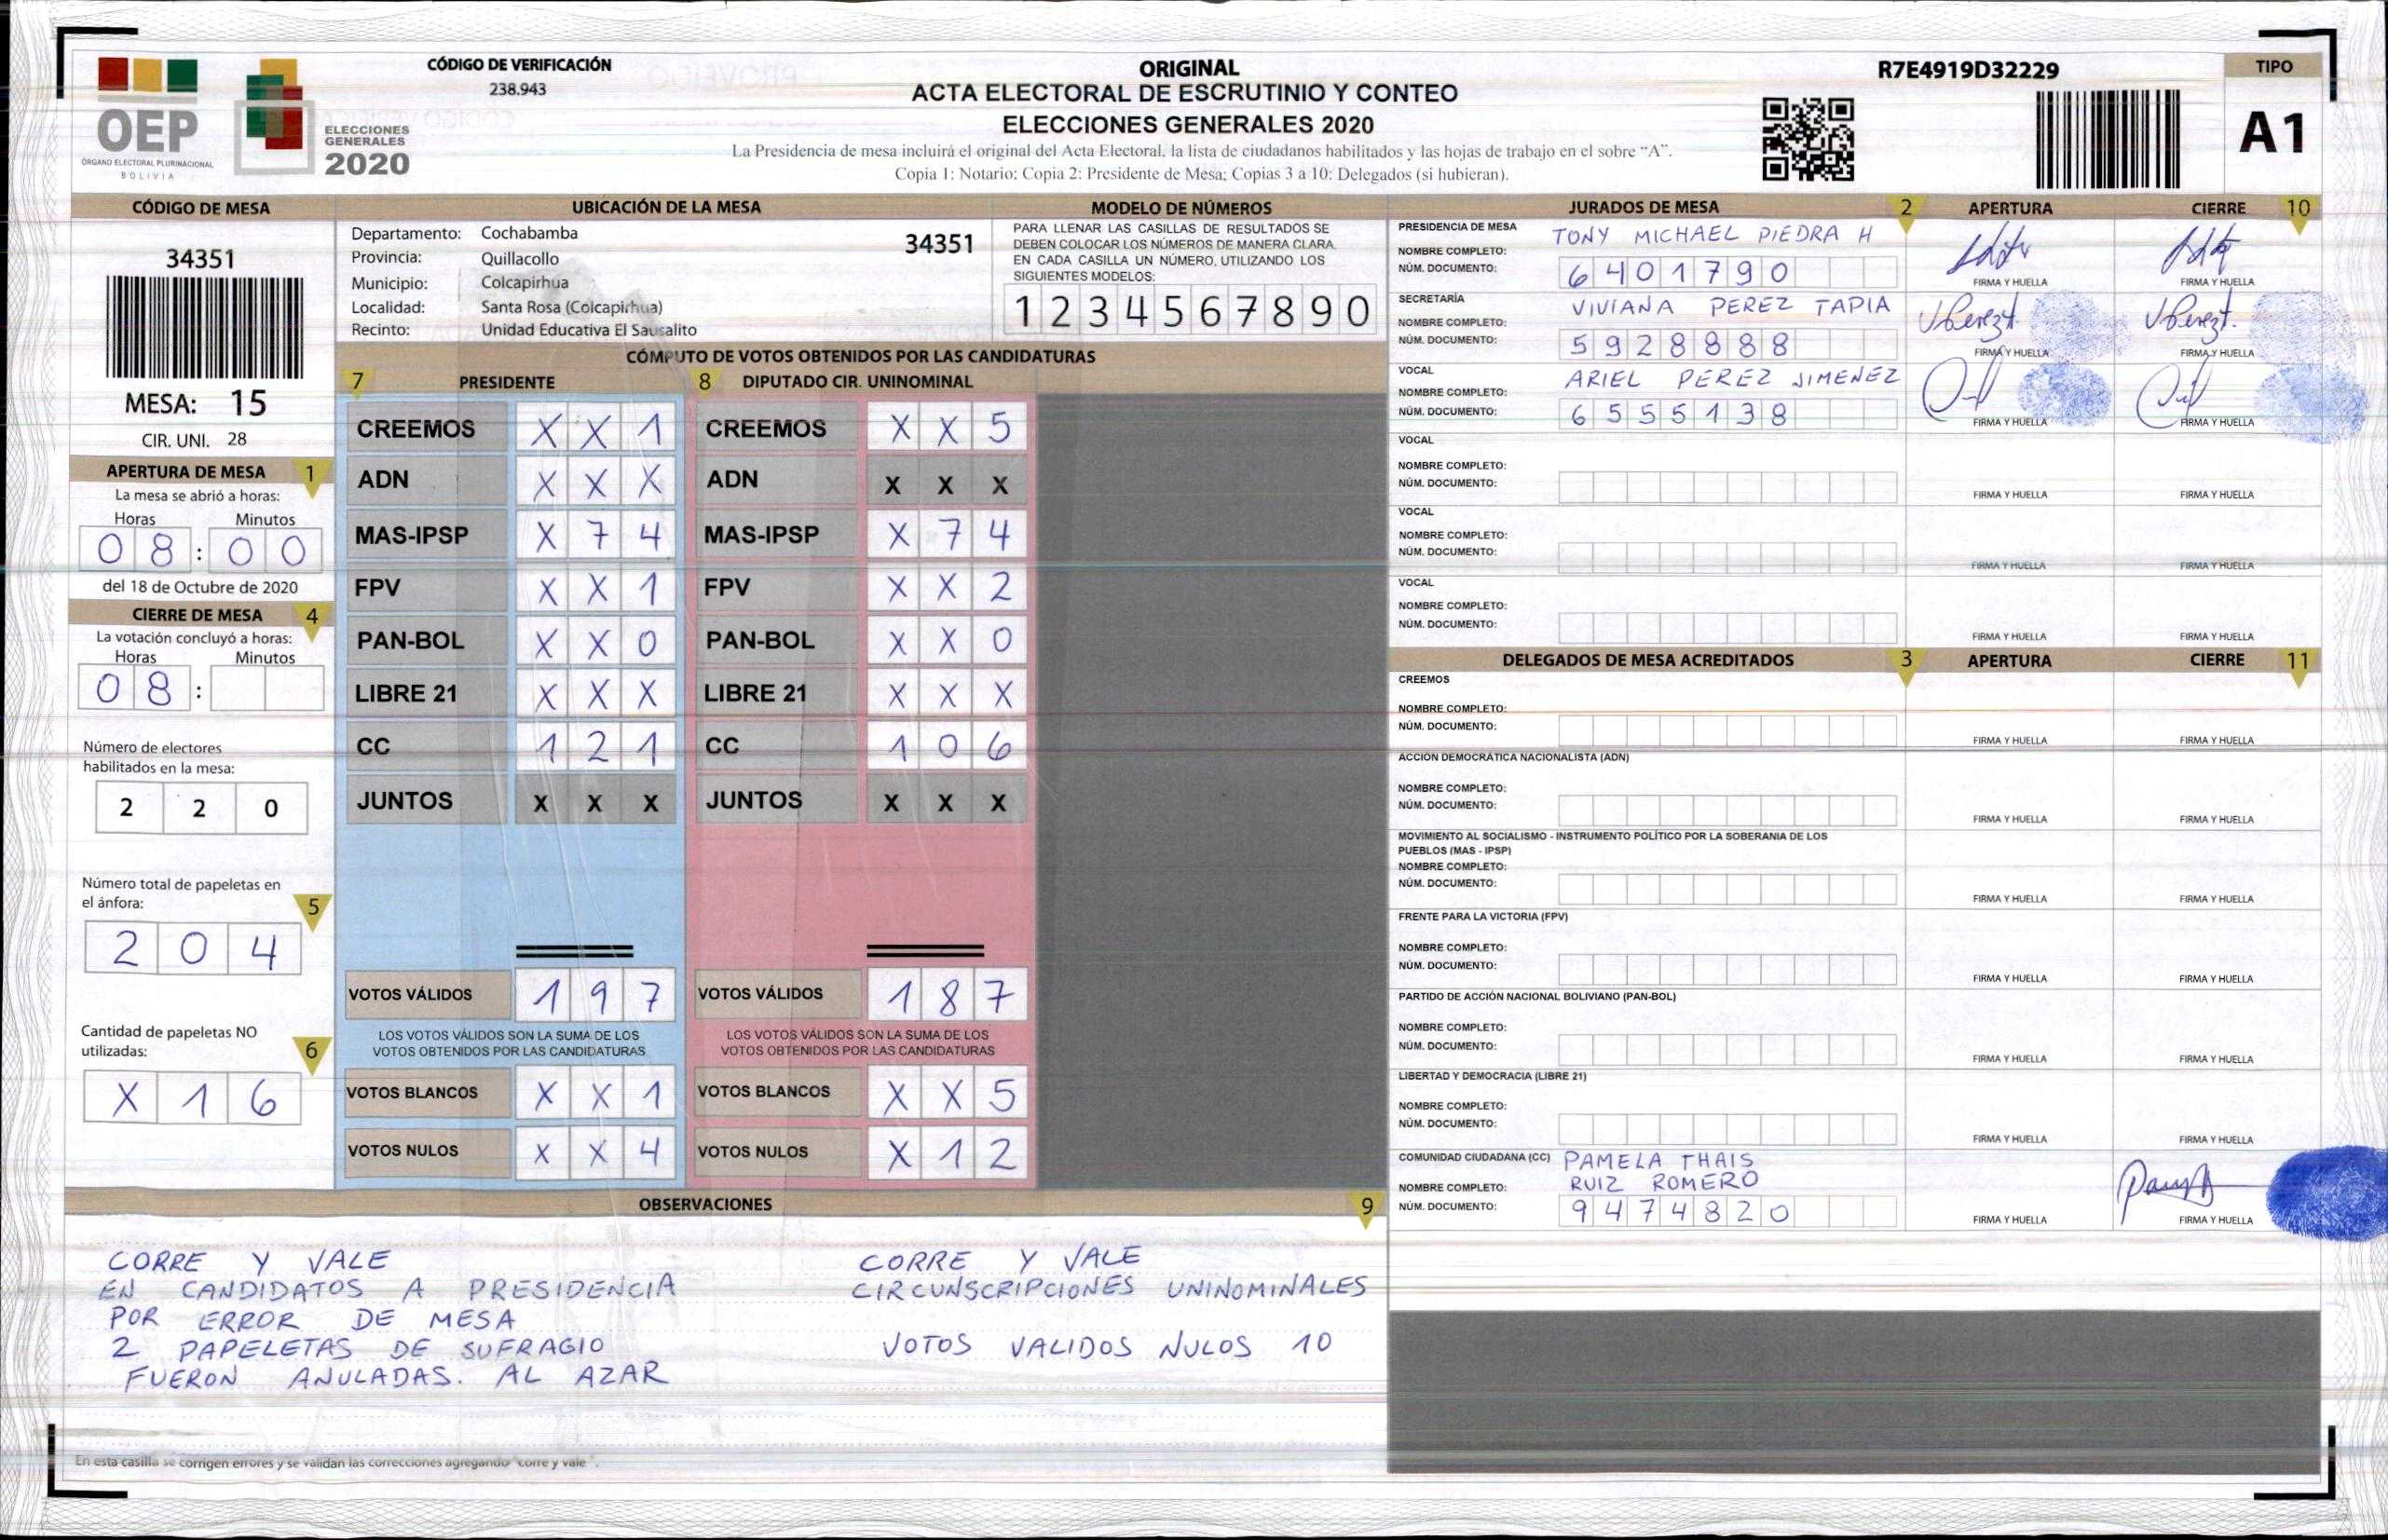 CÓDIGO DE VERIFICACIÓN
238.943
OEP
ÓRGANO ELECTORAL PLURINACIONAL
BOLIVIA
ELECCIONES
GENERALES
2020
ORIGINAL
ACTA ELECTORAL DE ESCRUTINIO Y CONTEO
ELECCIONES GENERALES 2020
La Presidencia de mesa incluirá el original del Acta Electoral, la lista de ciudadanos habilitados y las hojas de trabajo en el sobre “A”.
Copia 1: Notario; Copia 2: Presidente de Mesa; Copias 3 a 10: Delegados (si hubieran).
R7E4919D32229
TIPO
A1
CÓDIGO DE MESA
34351
MESA: 15
CIR. UNI. 28
APERTURA DE MESA 1
La mesa se abrió a horas:
Horas Minutos
08:00
del 18 de Octubre de 2020
CIERRE DE MESA 4
La votación concluyó a horas:
Horas Minutos
08:
Número de electores
habilitados en la mesa:
2 2 0
Número total de papeletas en
el ánfora: 5
2 0 4
Cantidad de papeletas NO
utilizadas: 6
X 1 6
UBICACIÓN DE LA MESA
Departamento: Cochabamba
34351
Provincia: Quillacollo
Municipio: Colcapirhua
Localidad: Santa Rosa (Colcapirhua)
Recinto: Unidad Educativa El Sausalito
MODELO DE NÚMEROS
PARA LLENAR LAS CASILLAS DE RESULTADOS SE
DEBEN COLOCAR LOS NÚMEROS DE MANERA CLARA.
EN CADA CASILLA UN NÚMERO, UTILIZANDO LOS
SIGUIENTES MODELOS:
1 2 3 4 5 6 7 8 9 0
CÓMPUTO DE VOTOS OBTENIDOS POR LAS CANDIDATURAS
7 PRESIDENTE 8 DIPUTADO CIR. UNINOMINAL
CREEMOS X X 1 CREEMOS X X 5
ADN X X X ADN X X X
MAS-IPSP X 7 4 MAS-IPSP X 7 4
FPV X X 1 FPV X X 2
PAN-BOL X X 0 PAN-BOL X X 0
LIBRE 21 X X X LIBRE 21 X X X
CC 1 2 1 CC 1 0 6
JUNTOS X X X JUNTOS X X X
VOTOS VÁLIDOS 1 9 7 VOTOS VÁLIDOS 1 8 7
LOS VOTOS VÁLIDOS SON LA SUMA DE LOS LOS VOTOS VÁLIDOS SON LA SUMA DE LOS
VOTOS OBTENIDOS POR LAS CANDIDATURAS VOTOS OBTENIDOS POR LAS CANDIDATURAS
VOTOS BLANCOS X X 1 VOTOS BLANCOS X X 5
VOTOS NULOS X X 4 VOTOS NULOS X 1 2
JURADOS DE MESA 2 APERTURA CIERRE 10
PRESIDENCIA DE MESA
NOMBRE COMPLETO: TONY MICHAEL PIEDRA H
NÚM. DOCUMENTO: 6401790 FIRMA Y HUELLA FIRMA Y HUELLA
SECRETARÍA
NOMBRE COMPLETO: VIVIANA PEREZ TAPIA
NÚM. DOCUMENTO: 5928888 FIRMA Y HUELLA FIRMA Y HUELLA
VOCAL
NOMBRE COMPLETO: ARIEL PEREZ JIMENEZ
NÚM. DOCUMENTO: 6555138 FIRMA Y HUELLA FIRMA Y HUELLA
VOCAL
NOMBRE COMPLETO:
NÚM. DOCUMENTO: FIRMA Y HUELLA FIRMA Y HUELLA
VOCAL
NOMBRE COMPLETO:
NÚM. DOCUMENTO: FIRMA Y HUELLA FIRMA Y HUELLA
VOCAL
NOMBRE COMPLETO:
NÚM. DOCUMENTO: FIRMA Y HUELLA FIRMA Y HUELLA
DELEGADOS DE MESA ACREDITADOS 3 APERTURA CIERRE 11
CREEMOS
NOMBRE COMPLETO:
NÚM. DOCUMENTO: FIRMA Y HUELLA FIRMA Y HUELLA
ACCIÓN DEMOCRÁTICA NACIONALISTA (ADN)
NOMBRE COMPLETO:
NÚM. DOCUMENTO: FIRMA Y HUELLA FIRMA Y HUELLA
MOVIMIENTO AL SOCIALISMO - INSTRUMENTO POLÍTICO POR LA SOBERANIA DE LOS
PUEBLOS (MAS - IPSP)
NOMBRE COMPLETO:
NÚM. DOCUMENTO: FIRMA Y HUELLA FIRMA Y HUELLA
FRENTE PARA LA VICTORIA (FPV)
NOMBRE COMPLETO:
NÚM. DOCUMENTO: FIRMA Y HUELLA FIRMA Y HUELLA
PARTIDO DE ACCIÓN NACIONAL BOLIVIANO (PAN-BOL)
NOMBRE COMPLETO:
NÚM. DOCUMENTO: FIRMA Y HUELLA FIRMA Y HUELLA
LIBERTAD Y DEMOCRACIA (LIBRE 21)
NOMBRE COMPLETO:
NÚM. DOCUMENTO: FIRMA Y HUELLA FIRMA Y HUELLA
COMUNIDAD CIUDADANA (CC) PAMELA THAIS
NOMBRE COMPLETO: RUIZ ROMERO
NÚM. DOCUMENTO: 9474820 FIRMA Y HUELLA FIRMA Y HUELLA
OBSERVACIONES 9
CORRE Y VALE
EN CANDIDATOS A PRESIDENCIA
POR ERROR DE MESA
2 PAPELETAS DE SUFRAGIO
FUERON ANULADAS. AL AZAR
CORRE Y VALE
CIRCUNSCRIPCIONES UNINOMINALES
VOTOS VALIDOS NULOS 10
En esta casilla se corrigen errores y se validan las correcciones agregando "corre y vale".